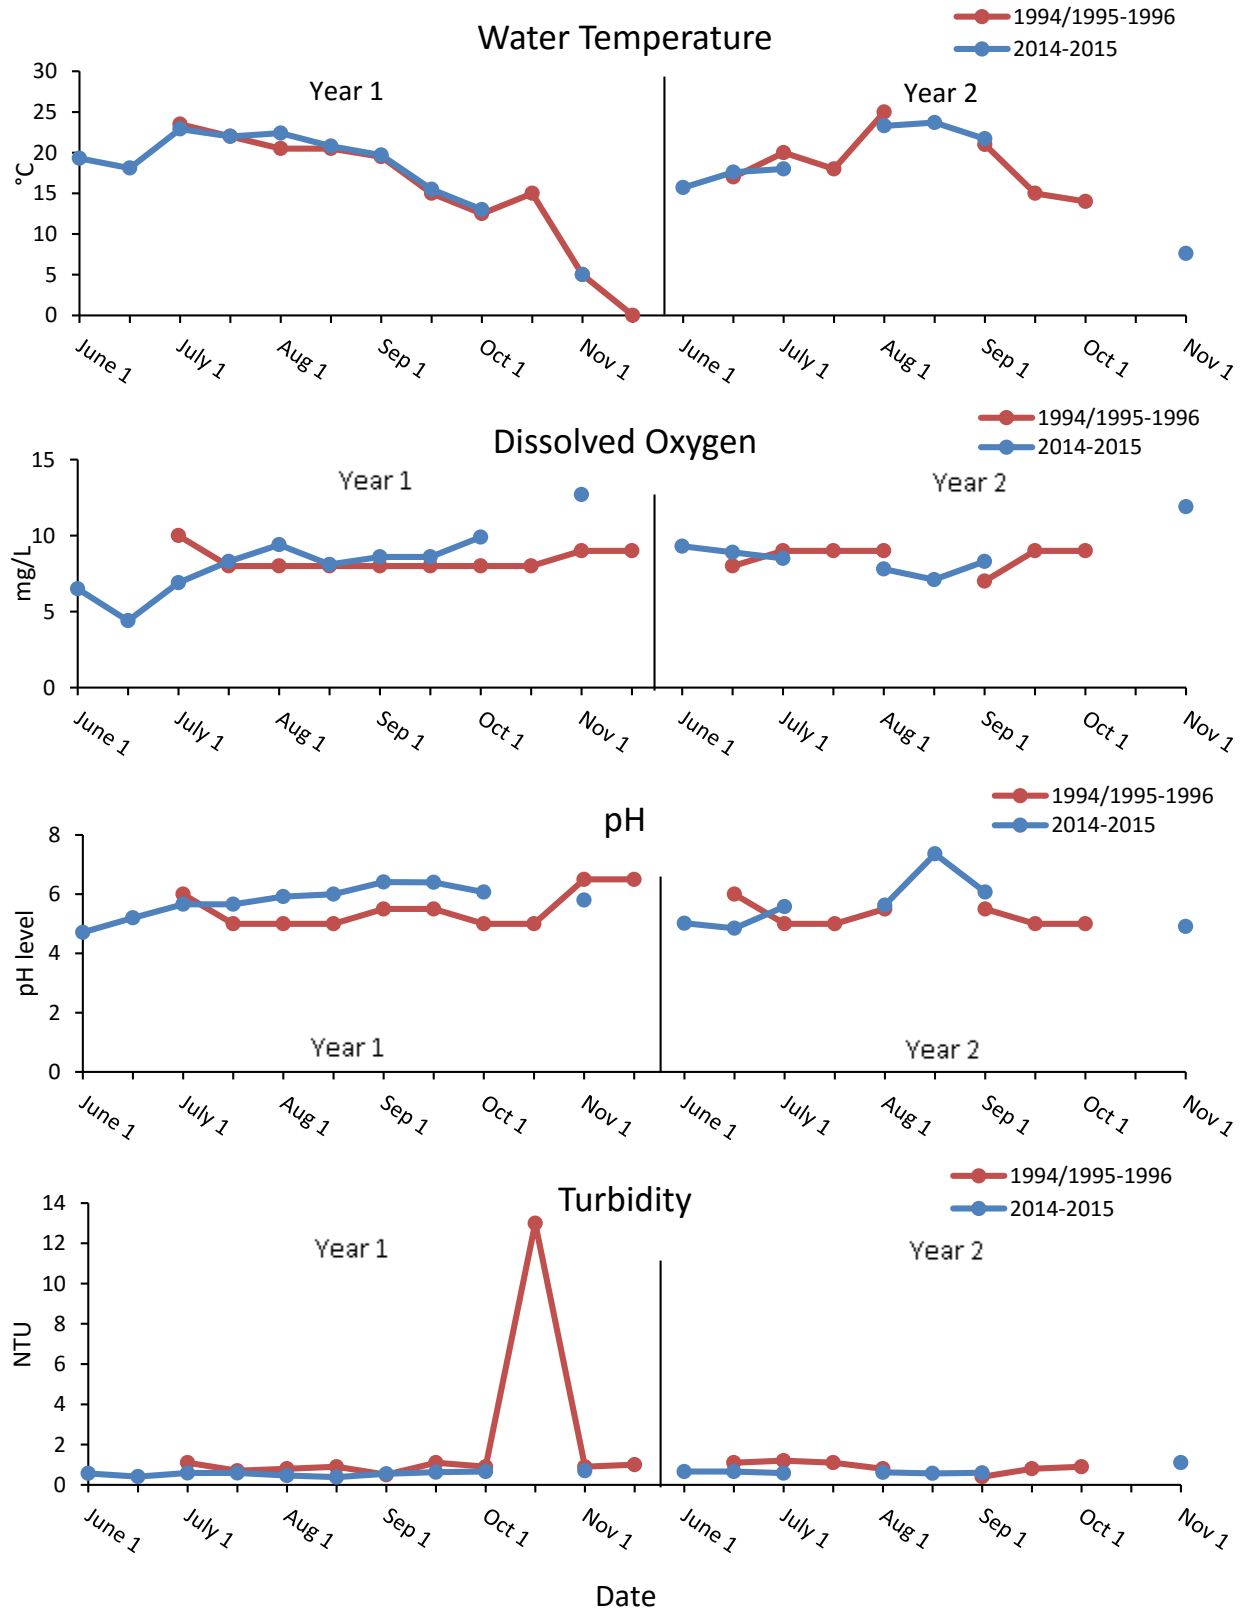 Water Temperature
1994/1995-1996
2014-2015
Year 1
Year 2
°C
30
25
20
15
10
5
0
June 1
July 1
Aug 1
Sep 1
Oct 1
Nov 1
June 1
July 1
Aug 1
Sep 1
Oct 1
Nov 1
Dissolved Oxygen
1994/1995-1996
2014-2015
Year 1
Year 2
mg/L
15
10
5
0
June 1
July 1
Aug 1
Sep 1
Oct 1
Nov 1
June 1
July 1
Aug 1
Sep 1
Oct 1
Nov 1
pH
1994/1995-1996
2014-2015
pH level
8
6
4
2
0
Year 1
Year 2
June 1
July 1
Aug 1
Sep 1
Oct 1
Nov 1
June 1
July 1
Aug 1
Sep 1
Oct 1
Nov 1
Turbidity
1994/1995-1996
2014-2015
Year 1
Year 2
NTU
14
12
10
8
6
4
2
0
June 1
July 1
Aug 1
Sep 1
Oct 1
Nov 1
June 1
July 1
Aug 1
Sep 1
Oct 1
Nov 1
Date